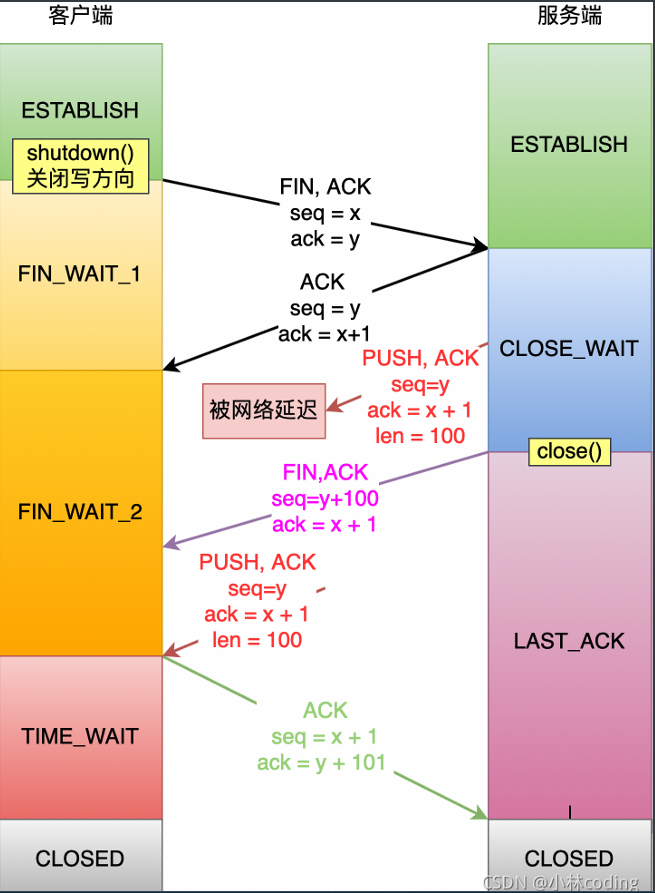 客户端
服务端
ESTABLISH
ESTABLISH
shutdown()
关闭写方向
FIN, ACK
seq = x
ack = y
FIN_WAIT_1
ACK
seq = y
ack = x+1
CLOSE_WAIT
PUSH, ACK
seq=y
ack = x + 1
len = 100
被网络延迟
close()
FIN,ACK
seq=y+100
ack = x + 1
FIN_WAIT_2
PUSH, ACK
seq=y
ack = x + 1
len = 100
LAST_ACK
ACK
seq = x + 1
ack = y + 101
TIME_WAIT
CLOSED
CLOSED
CSDN @小林coding